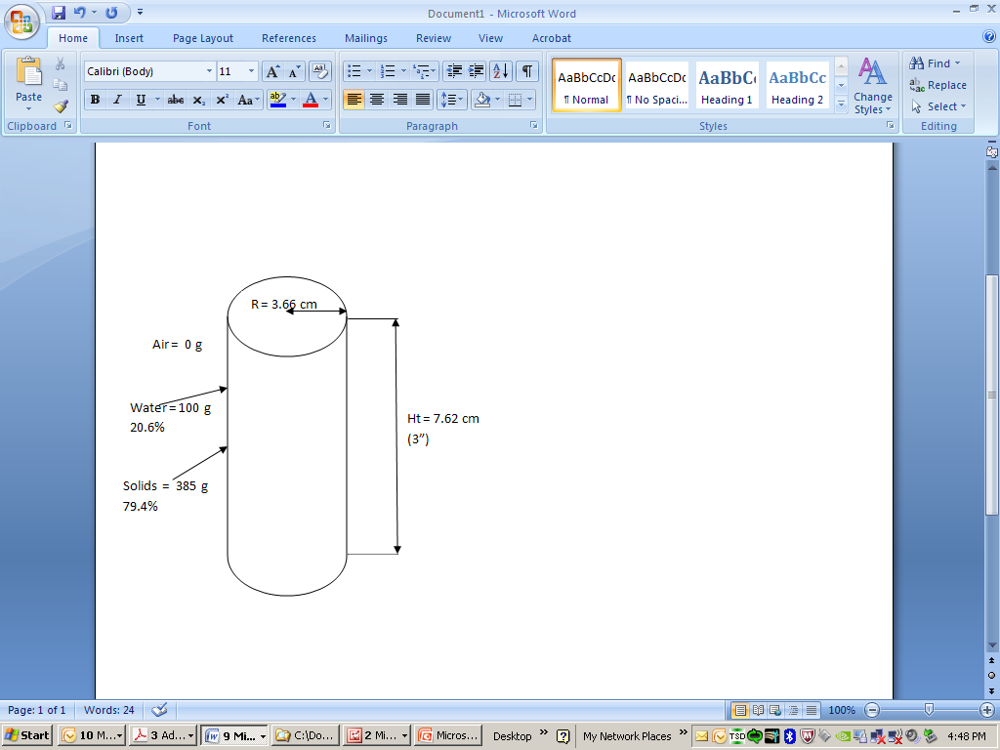 Document1 - Microsoft Word
Home Insert Page Layout References Mailings Review View Acrobat
Paste
Clipboard
Calibri (Body) 11
B I U abc X₂ X² Aa ab A
Font
Paragraph
AaBbCcDc AaBbCcDc AaBbC AaBbCc
¶ Normal ¶ No Spaci... Heading 1 Heading 2
Change Styles
Styles
Find
Replace
Select
Editing
R = 3.66 cm
Air = 0 g
Water = 100 g
20.6%
Solids = 385 g
79.4%
Ht = 7.62 cm
(3”)
Page: 1 of 1 Words: 24 100%
Start 10 M... 3 Ad... 9 Mi... C:\Do... 2 Mi... Micros... Desktop » My Network Places » TSD 4:48 PM